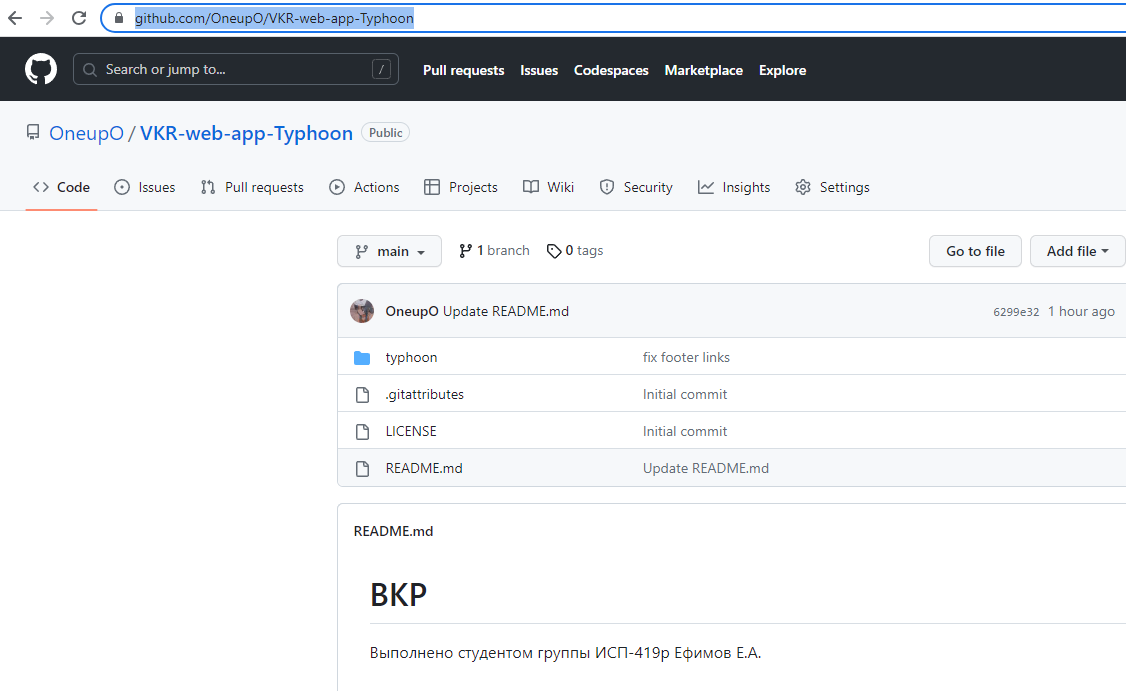 github.com/OneupO/VKR-web-app-Typhoon
Search or jump to... / Pull requests Issues Codespaces Marketplace Explore
OneupO / VKR-web-app-Typhoon Public
Code Issues Pull requests Actions Projects Wiki Security Insights Settings
main 1 branch 0 tags Go to file Add file
OneupO Update README.md 6299e32 1 hour ago
typhoon fix footer links
.gitattributes Initial commit
LICENSE Initial commit
README.md Update README.md
README.md
ВКР
Выполнено студентом группы ИСП-419р Ефимов Е.А.